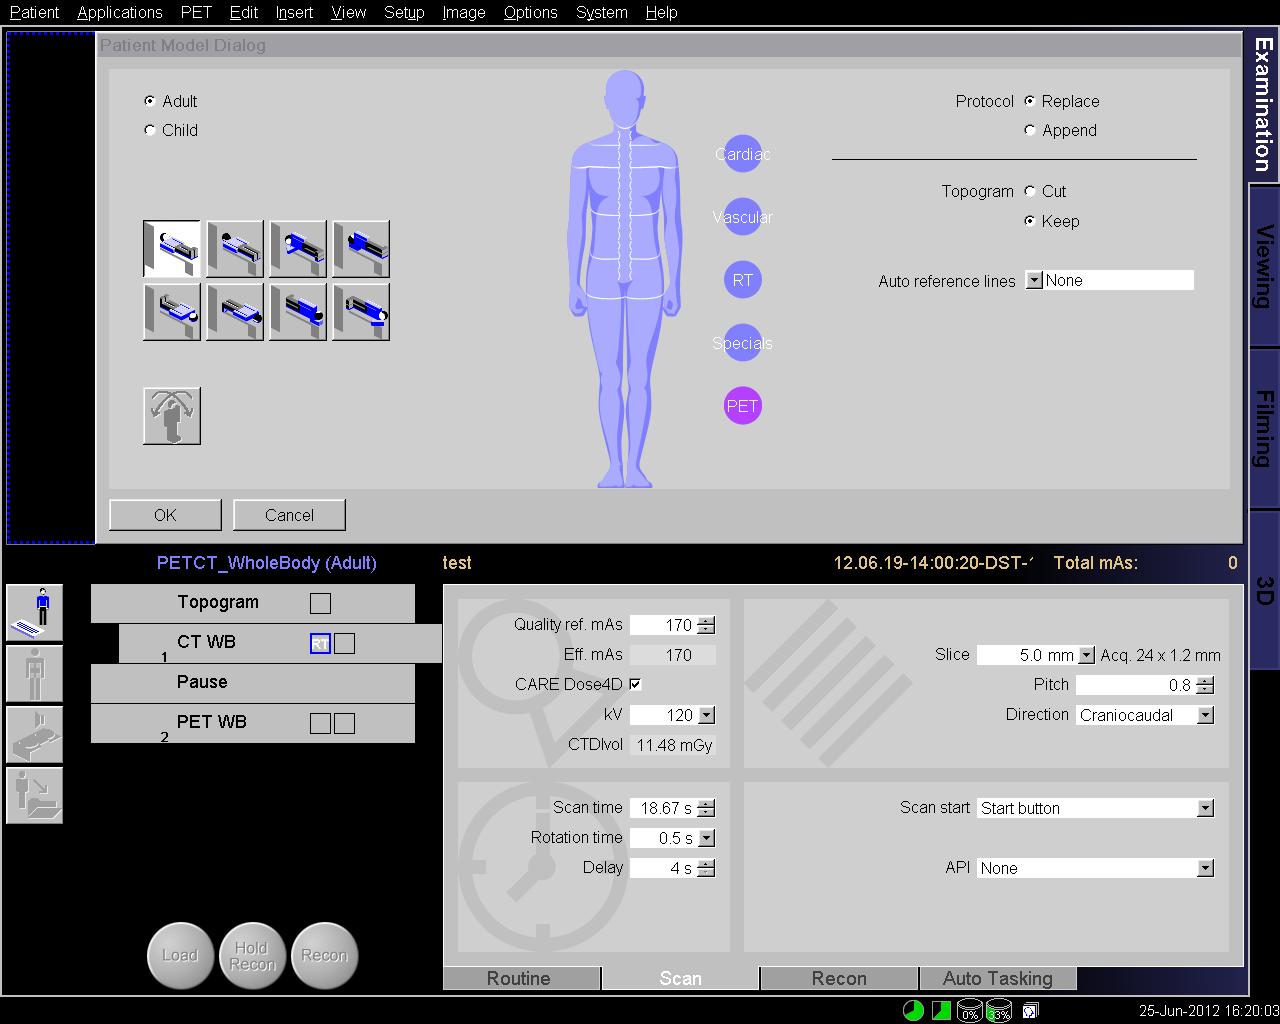 Patient Applications PET Edit Insert View Setup Image Options System Help
Patient Model Dialog
Adult
Child
Cardiac
Vascular
RT
Specials
PET
Protocol Replace
Append
Topogram Cut
Keep
Auto reference lines None
OK Cancel
Examination
Viewing
Filming
3D
PETCT_WholeBody (Adult) test 12.06.19-14:00:20-DST-1 Total mAs: 0
Topogram
1 CT WB RT
Pause
2 PET WB
Load
Hold
Recon
Recon
Quality ref. mAs 170
Eff. mAs 170
CARE Dose4D
kV 120
CTDIvol 11.48 mGy
Slice 5.0 mm Acq. 24 x 1.2 mm
Pitch 0.8
Direction Craniocaudal
Scan time 18.67 s
Rotation time 0.5 s
Delay 4 s
Scan start Start button
API None
Routine Scan Recon Auto Tasking
0% 33% 25-Jun-2012 16:20:03